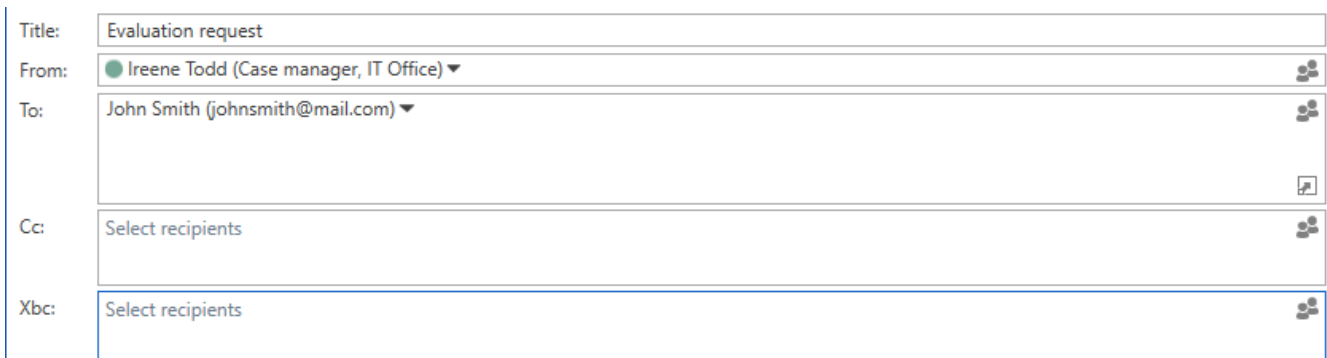 Title: Evaluation request
From: Ireene Todd (Case manager, IT Office)
To: John Smith (johnsmith@mail.com)
Cc: Select recipients
Xbc: Select recipients